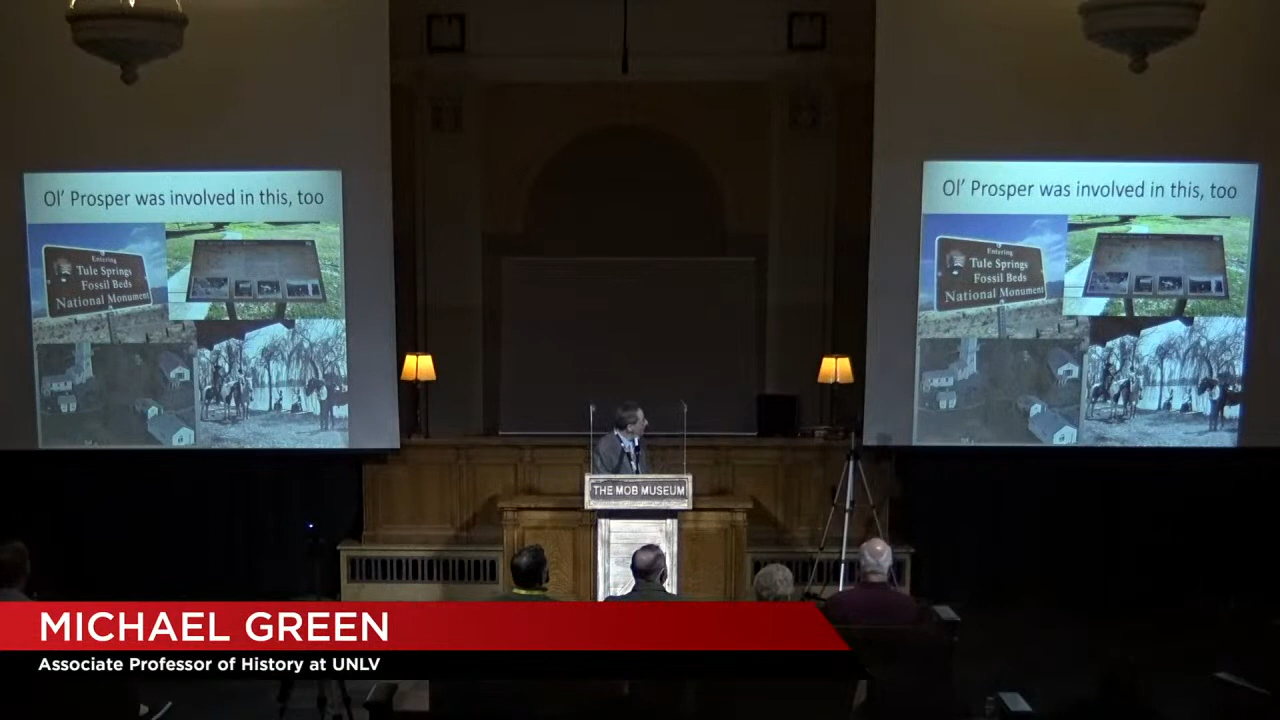 Ol' Prosper was involved in this, too
Entering
Tule Springs
Fossil Beds
National Monument
Ol' Prosper was involved in this, too
Entering
Tule Springs
Fossil Beds
National Monument
THE MOB MUSEUM
MICHAEL GREEN
Associate Professor of History at UNLV